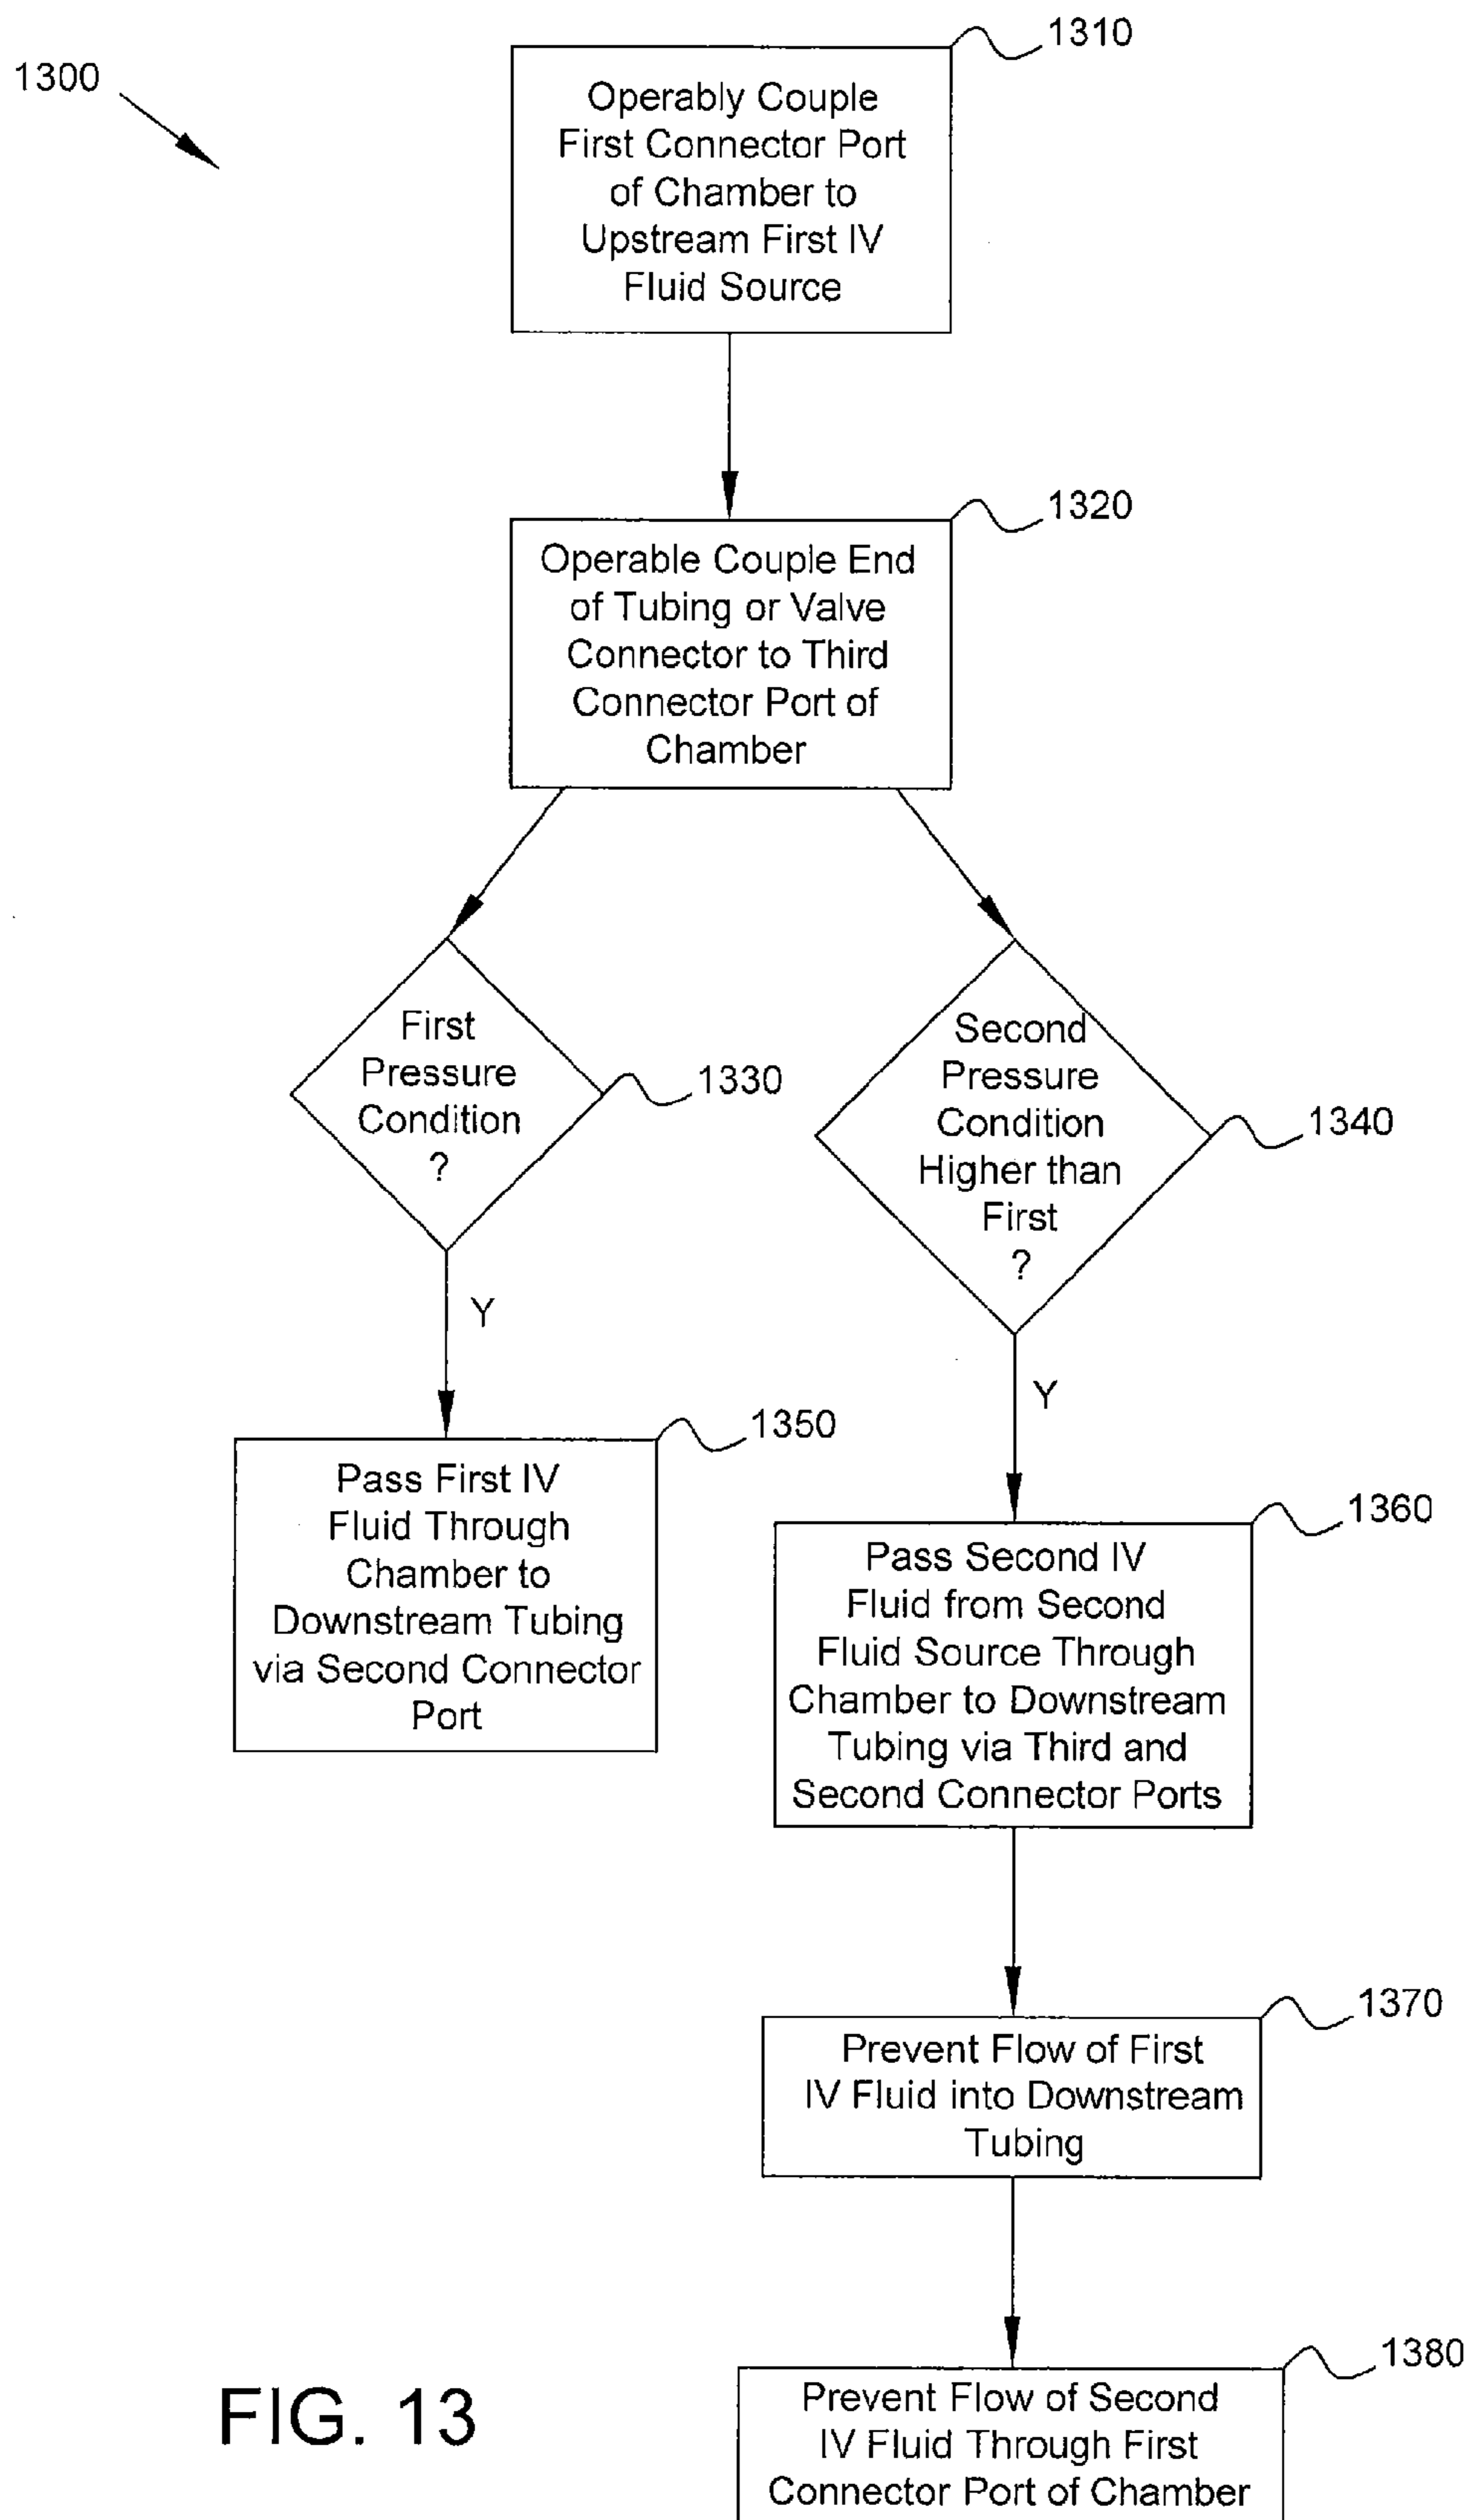 1300
1310
Operably Couple
First Connector Port
of Chamber to
Upstream First IV
Fluid Source
1320
Operable Couple End
of Tubing or Valve
Connector to Third
Connector Port of
Chamber
First
Pressure
Condition
?
1330
Second
Pressure
Condition
Higher than
First
?
1340
Y
Y
1350
Pass First IV
Fluid Through
Chamber to
Downstream Tubing
via Second Connector
Port
1360
Pass Second IV
Fluid from Second
Fluid Source Through
Chamber to Downstream
Tubing via Third and
Second Connector Ports
1370
Prevent Flow of First
IV Fluid into Downstream
Tubing
1380
Prevent Flow of Second
IV Fluid Through First
Connector Port of Chamber
FIG. 13